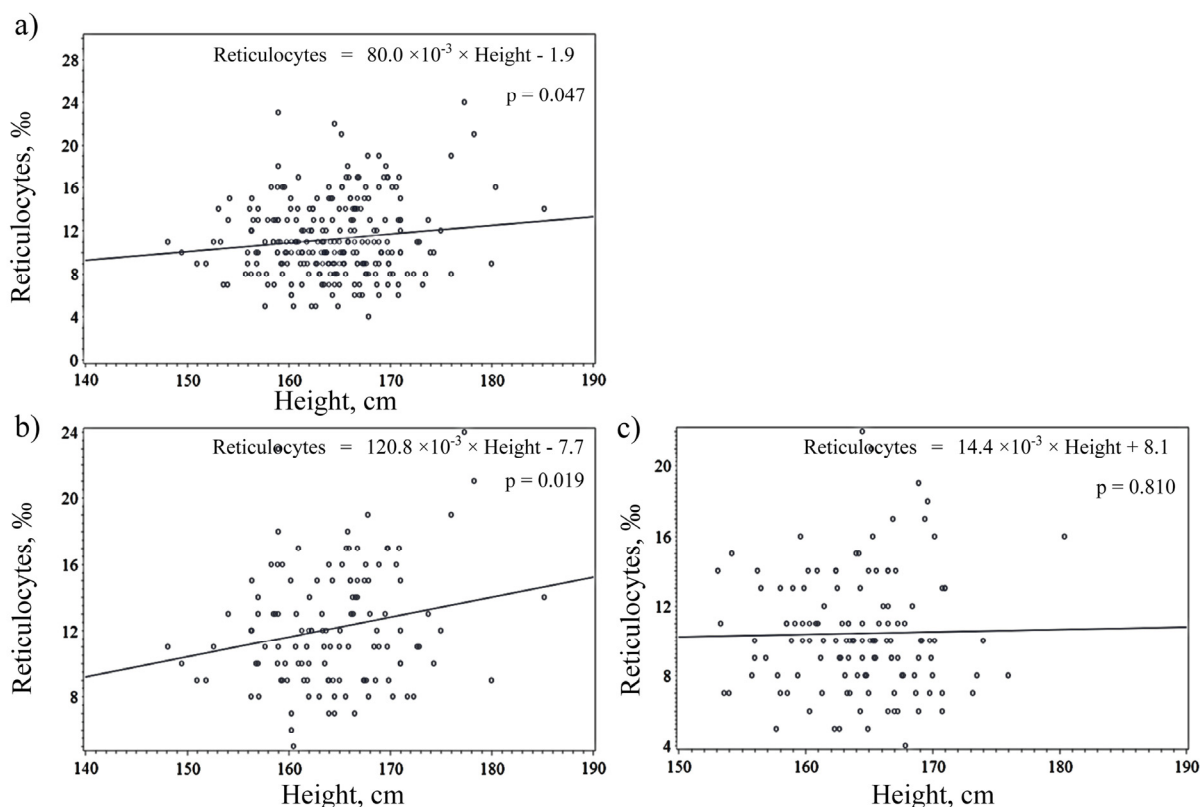 a)
Reticulocytes = 80.0 ×10⁻³ × Height - 1.9
p = 0.047
Reticulocytes, ‰
28
24
20
16
12
8
4
0
140 150 160 170 180 190
Height, cm
b)
Reticulocytes = 120.8 ×10⁻³ × Height - 7.7
p = 0.019
Reticulocytes, ‰
24
20
16
12
8
140 150 160 170 180 190
Height, cm
c)
Reticulocytes = 14.4 ×10⁻³ × Height + 8.1
p = 0.810
Reticulocytes, ‰
20
16
12
8
4
150 160 170 180 190
Height, cm